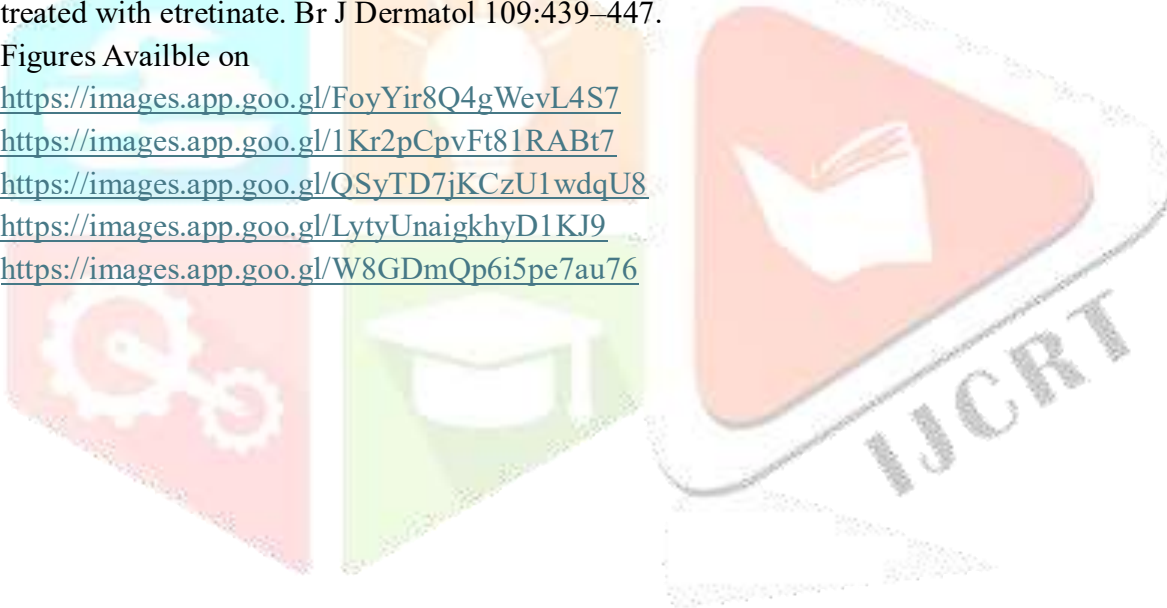 treated with etretinate. Br J Dermatol 109:439–447.
Figures Availble on
https://images.app.goo.gl/FoyYir8Q4gWevL4S7
https://images.app.goo.gl/1Kr2pCpvFt81RABt7
https://images.app.goo.gl/QSyTD7jKCzU1wdqU8
https://images.app.goo.gl/LytyUnaigkhyD1KJ9
https://images.app.goo.gl/W8GDmQp6i5pe7au76
IJCRT